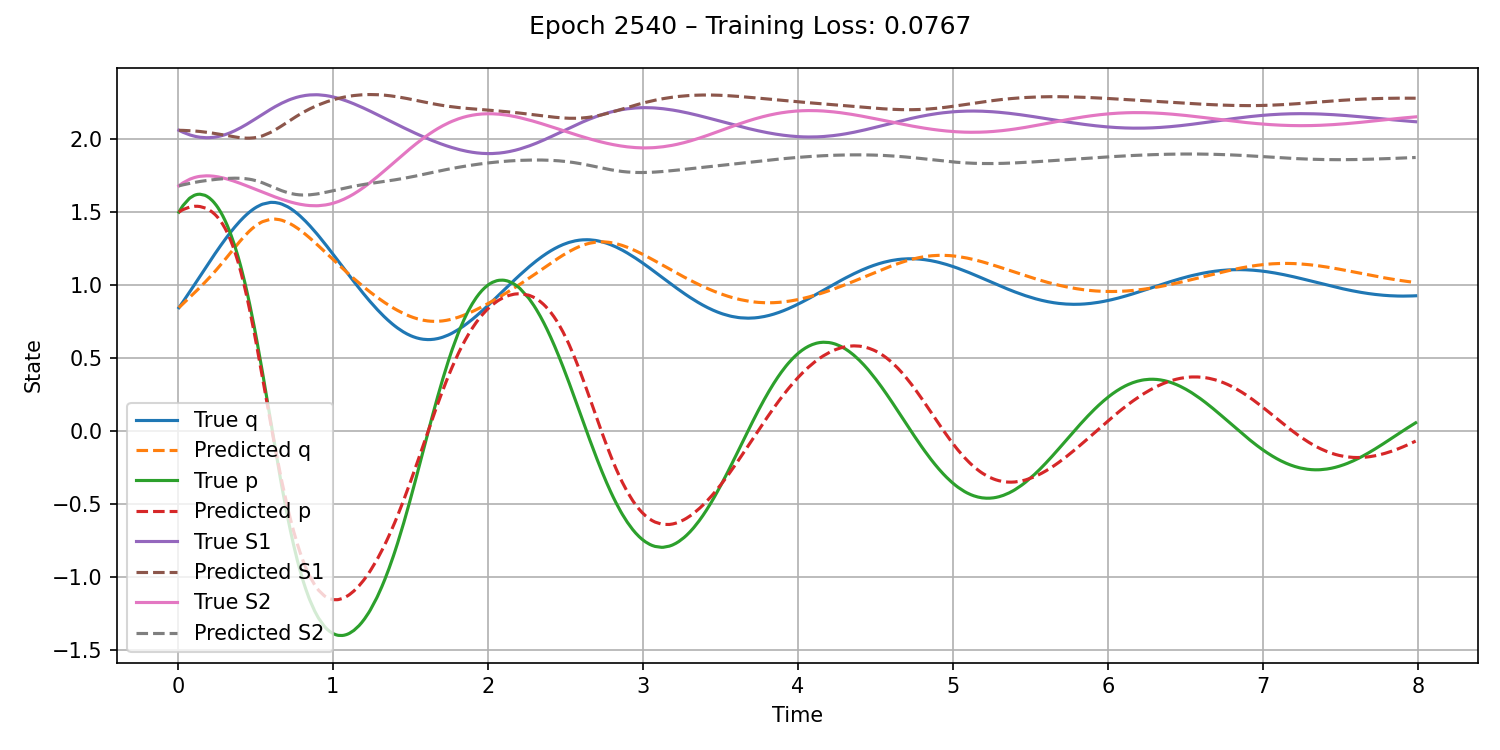 Epoch 2540 – Training Loss: 0.0767
State
2.0
1.5
1.0
0.5
0.0
−0.5
−1.0
−1.5
True q
Predicted q
True p
Predicted p
True S1
Predicted S1
True S2
Predicted S2
0 1 2 3 4 5 6 7 8
Time